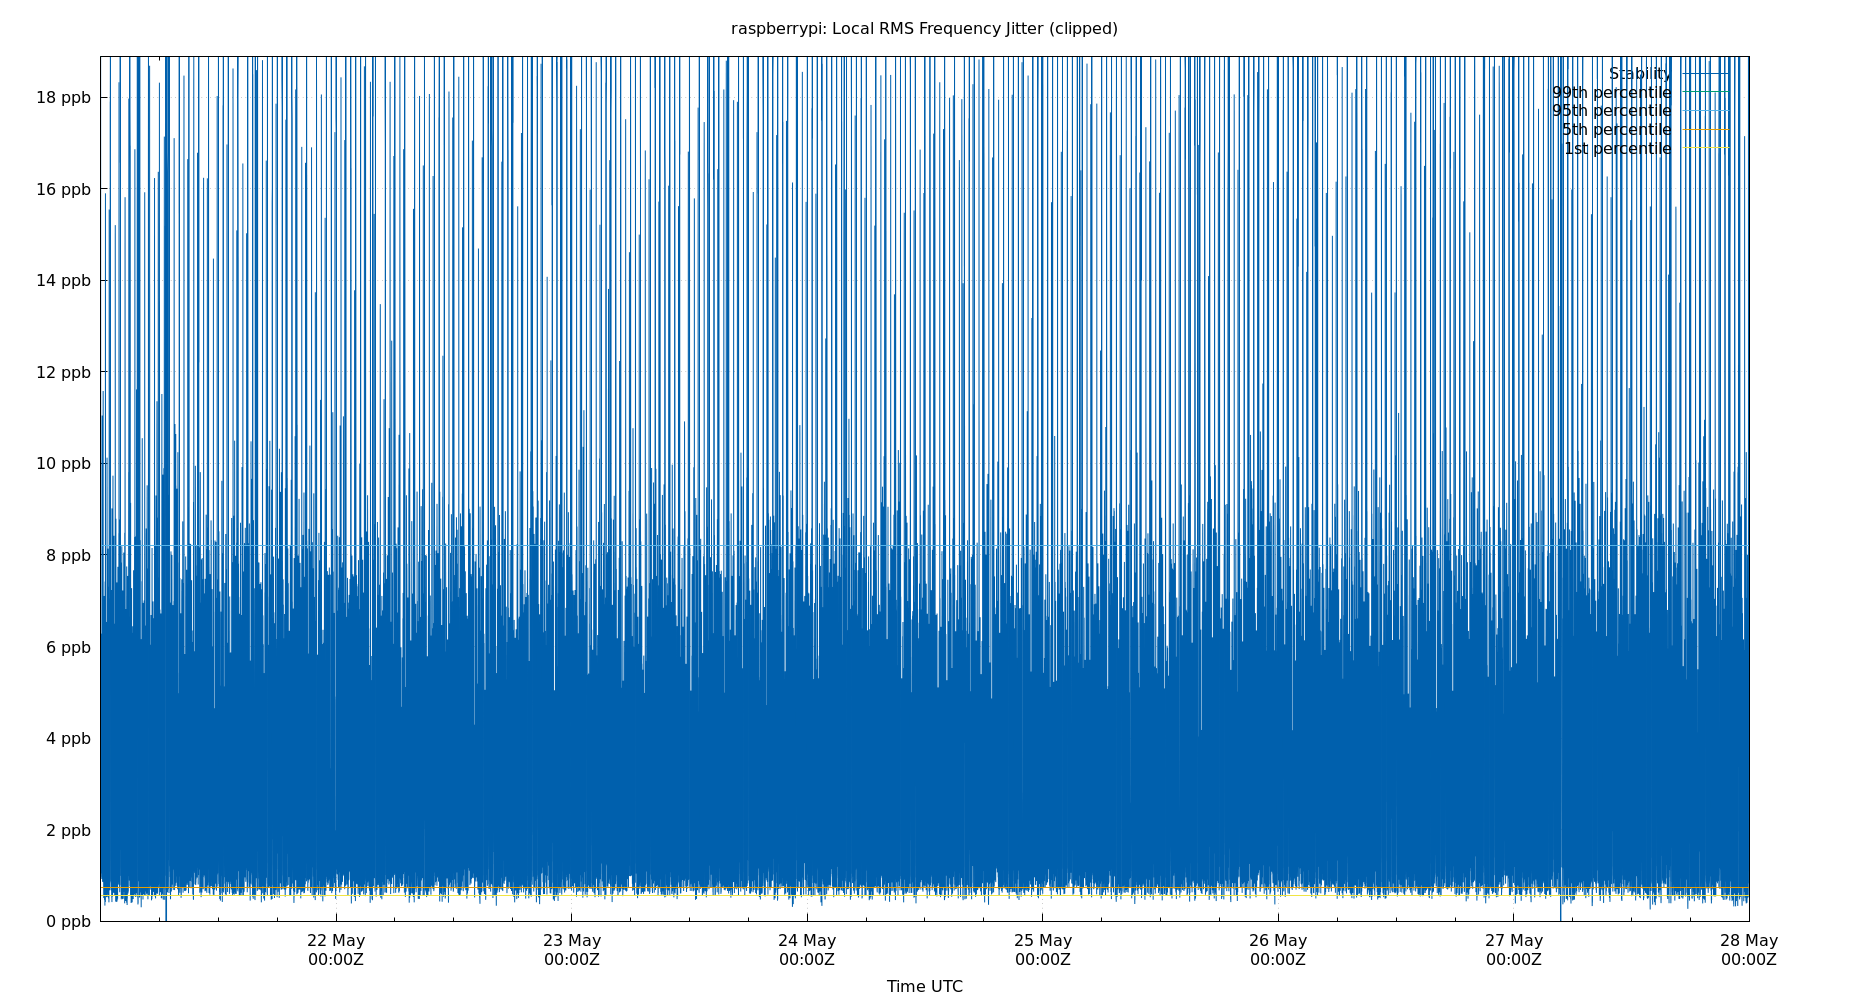 raspberrypi: Local RMS Frequency Jitter (clipped)
Stability
99th percentile
95th percentile
5th percentile
1st percentile
18 ppb
16 ppb
14 ppb
12 ppb
10 ppb
8 ppb
6 ppb
4 ppb
2 ppb
0 ppb
22 May
00:00Z
23 May
00:00Z
24 May
00:00Z
25 May
00:00Z
26 May
00:00Z
27 May
00:00Z
28 May
00:00Z
Time UTC